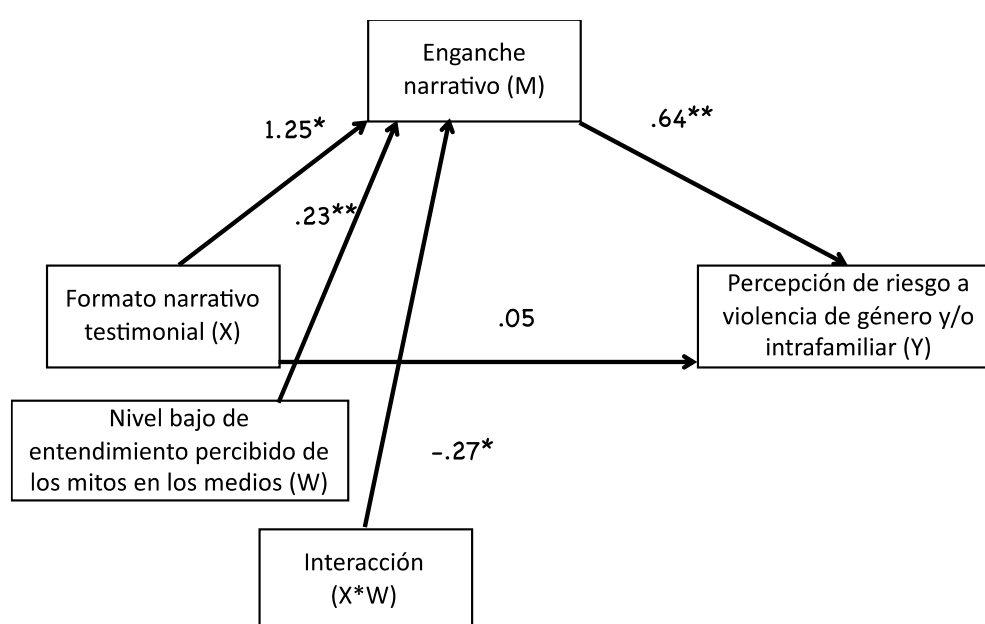 Enganche
narrativo (M)
1.25*
.64**
.23**
Formato narrativo
testimonial (X)
.05
Percepción de riesgo a
violencia de género y/o
intrafamiliar (Y)
Nivel bajo de
entendimiento percibido de
los mitos en los medios (W)
-.27*
Interacción
(X*W)